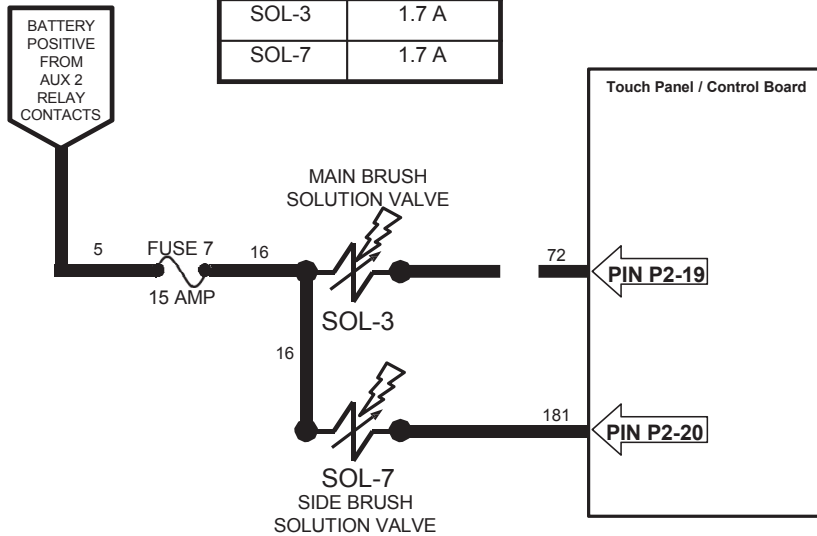 SOL-3 1.7 A
SOL-7 1.7 A
BATTERY
POSITIVE
FROM
AUX 2
RELAY
CONTACTS
Touch Panel / Control Board
MAIN BRUSH
SOLUTION VALVE
5
FUSE 7
16
72
15 AMP
PIN P2-19
SOL-3
16
181
PIN P2-20
SOL-7
SIDE BRUSH
SOLUTION VALVE